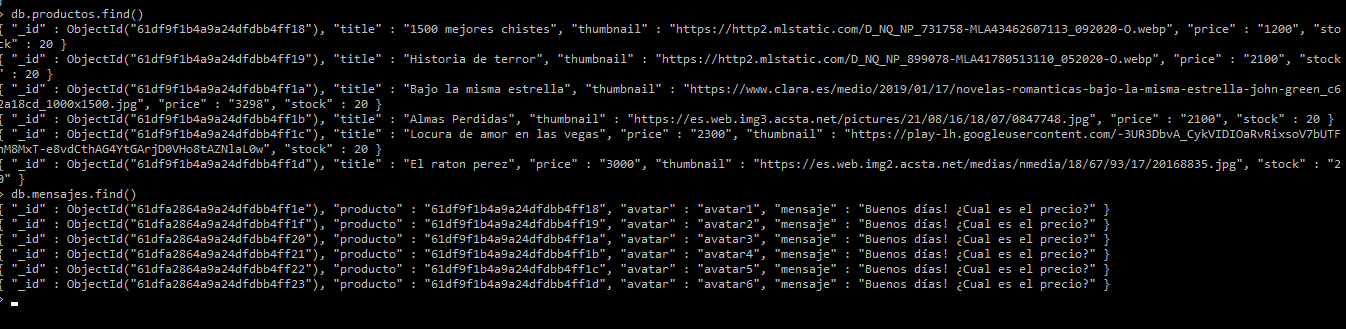 > db.productos.find()
{ "_id" : ObjectId("61df9f1b4a9a24dfdbb4ff18"), "title" : "1500 mejores chistes", "thumbnail" : "https://http2.mlstatic.com/D_NQ_NP_731758-MLA43462607113_092020-O.webp", "price" : "1200", "sto
ck" : 20 }
{ "_id" : ObjectId("61df9f1b4a9a24dfdbb4ff19"), "title" : "Historia de terror", "thumbnail" : "https://http2.mlstatic.com/D_NQ_NP_899078-MLA41780513110_052020-O.webp", "price" : "2100", "stock
" : 20 }
{ "_id" : ObjectId("61df9f1b4a9a24dfdbb4ff1a"), "title" : "Bajo la misma estrella", "thumbnail" : "https://www.clara.es/medio/2019/01/17/novelas-romanticas-bajo-la-misma-estrella-john-green_c6
2a18cd_1000x1500.jpg", "price" : "3298", "stock" : 20 }
{ "_id" : ObjectId("61df9f1b4a9a24dfdbb4ff1b"), "title" : "Almas Perdidas", "thumbnail" : "https://es.web.img3.acsta.net/pictures/21/08/16/18/07/0847748.jpg", "price" : "2100", "stock" : 20 }
{ "_id" : ObjectId("61df9f1b4a9a24dfdbb4ff1c"), "title" : "Locura de amor en las vegas", "price" : "2300", "thumbnail" : "https://play-lh.googleusercontent.com/-3UR3DbvA_CykVIDIOaRvRixsoV7bUTF
nM8MxT-e8vdCthAG4YtGArjD0VHo8tAZNlaL0w", "stock" : 20 }
{ "_id" : ObjectId("61df9f1b4a9a24dfdbb4ff1d"), "title" : "El raton perez", "price" : "3000", "thumbnail" : "https://es.web.img2.acsta.net/medias/nmedia/18/67/93/17/20168835.jpg", "stock" : "2
0" }
> db.mensajes.find()
{ "_id" : ObjectId("61dfa2864a9a24dfdbb4ff1e"), "producto" : "61df9f1b4a9a24dfdbb4ff18", "avatar" : "avatar1", "mensaje" : "Buenos días! ¿Cual es el precio?" }
{ "_id" : ObjectId("61dfa2864a9a24dfdbb4ff1f"), "producto" : "61df9f1b4a9a24dfdbb4ff19", "avatar" : "avatar2", "mensaje" : "Buenos días! ¿Cual es el precio?" }
{ "_id" : ObjectId("61dfa2864a9a24dfdbb4ff20"), "producto" : "61df9f1b4a9a24dfdbb4ff1a", "avatar" : "avatar3", "mensaje" : "Buenos días! ¿Cual es el precio?" }
{ "_id" : ObjectId("61dfa2864a9a24dfdbb4ff21"), "producto" : "61df9f1b4a9a24dfdbb4ff1b", "avatar" : "avatar4", "mensaje" : "Buenos días! ¿Cual es el precio?" }
{ "_id" : ObjectId("61dfa2864a9a24dfdbb4ff22"), "producto" : "61df9f1b4a9a24dfdbb4ff1c", "avatar" : "avatar5", "mensaje" : "Buenos días! ¿Cual es el precio?" }
{ "_id" : ObjectId("61dfa2864a9a24dfdbb4ff23"), "producto" : "61df9f1b4a9a24dfdbb4ff1d", "avatar" : "avatar6", "mensaje" : "Buenos días! ¿Cual es el precio?" }
>